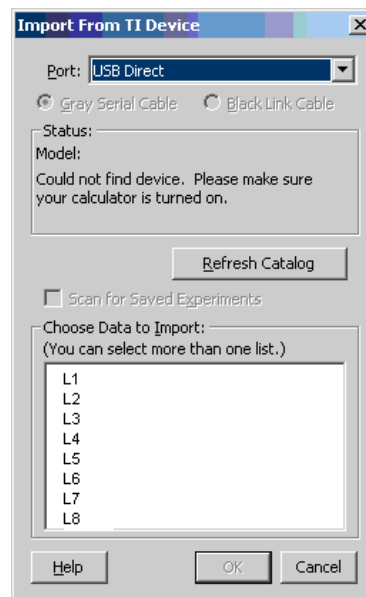 Import From TI Device
Port: USB Direct
Gray Serial Cable Black Link Cable
Status:
Model:
Could not find device. Please make sure
your calculator is turned on.
Refresh Catalog
Scan for Saved Experiments
Choose Data to Import:
(You can select more than one list.)
L1
L2
L3
L4
L5
L6
L7
L8
Help OK Cancel